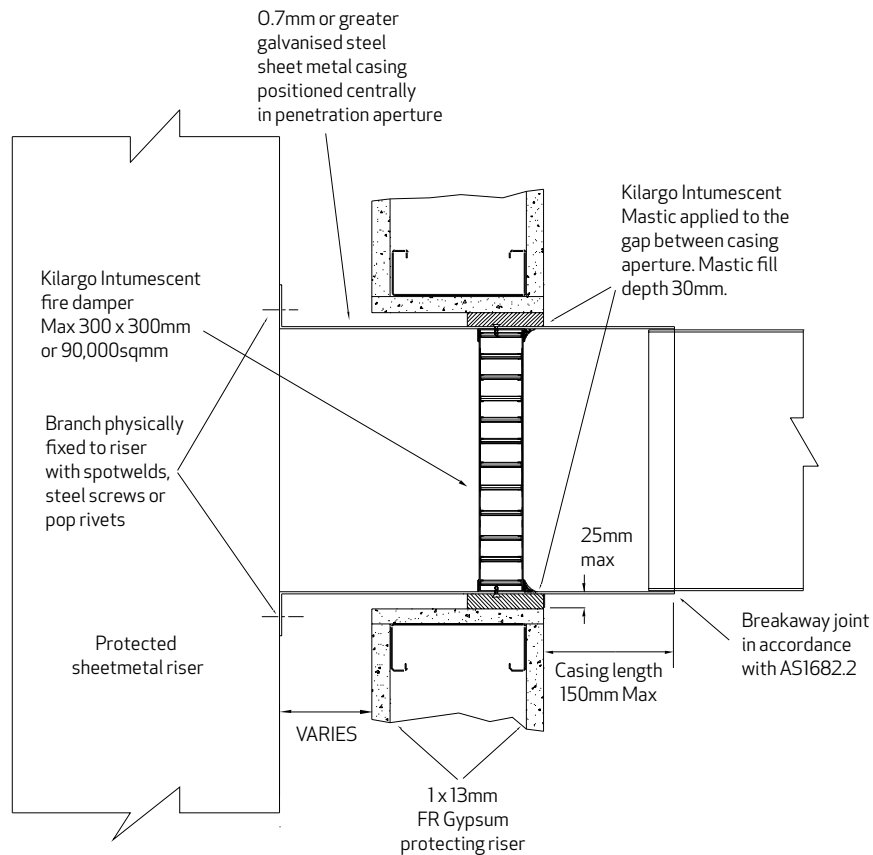 0.7mm or greater
galvanised steel
sheet metal casing
positioned centrally
in penetration aperture
Kilargo Intumescent
Mastic applied to the
gap between casing
aperture. Mastic fill
depth 30mm.
Kilargo Intumescent
fire damper
Max 300 x 300mm
or 90,000sqmm
Branch physically
fixed to riser
with spotwelds,
steel screws or
pop rivets
25mm
max
Breakaway joint
in accordance
with AS1682.2
Protected
sheetmetal riser
Casing length
150mm Max
VARIES
1 x 13mm
FR Gypsum
protecting riser